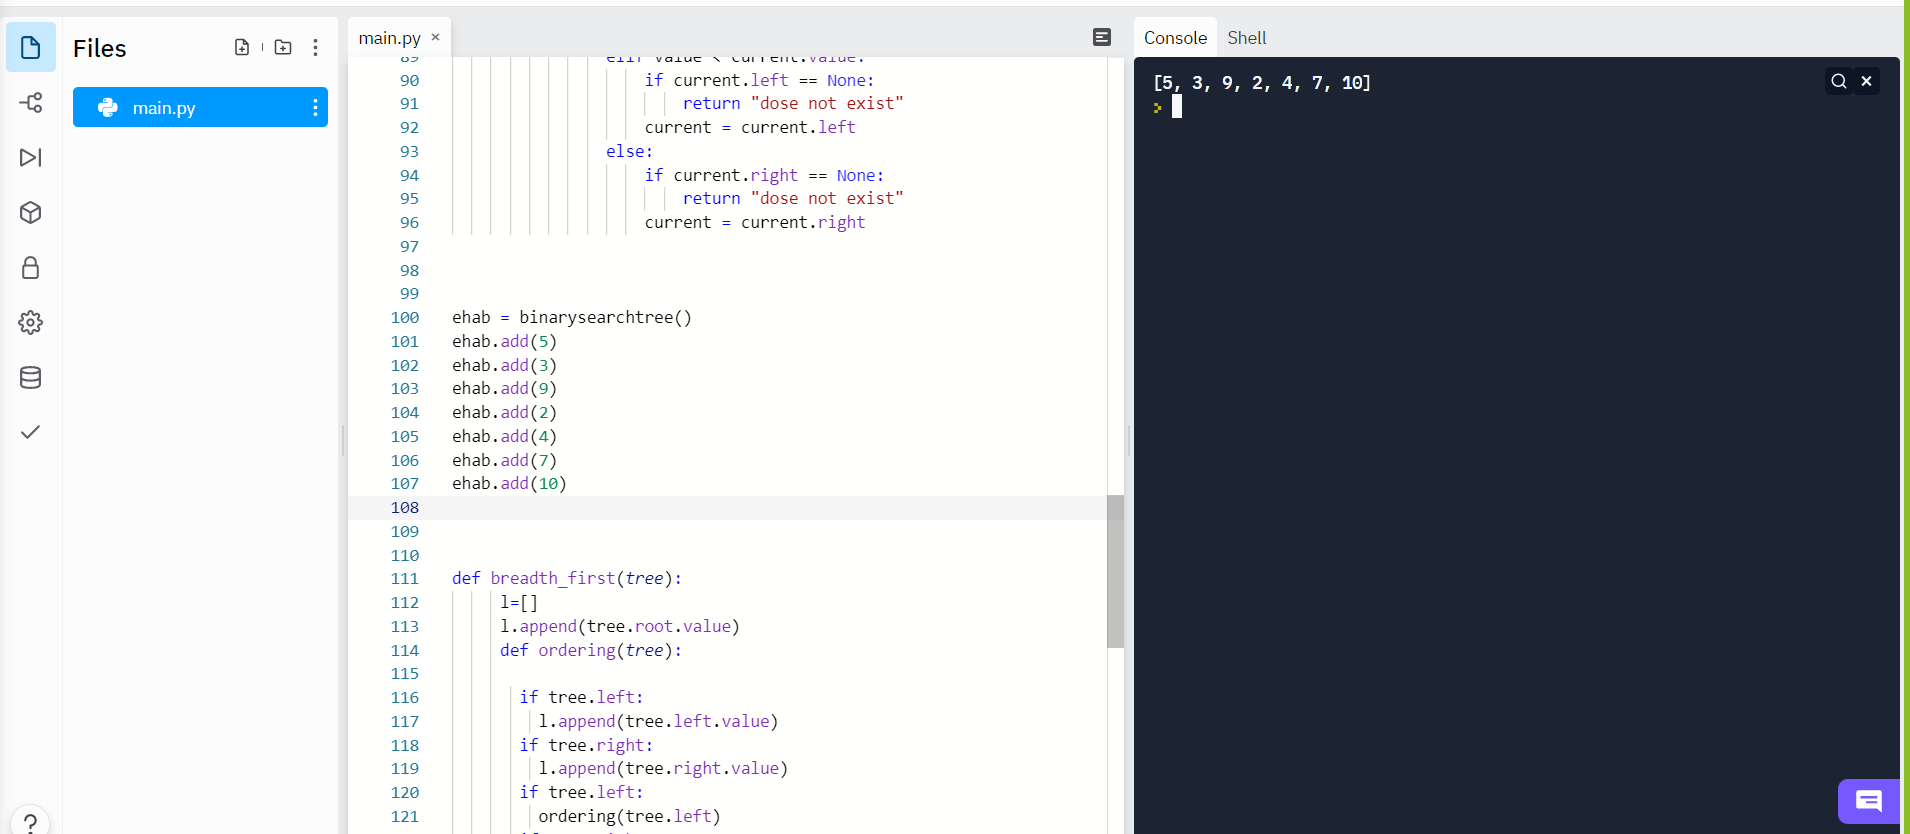 Files
main.py
main.py ×
89 elif value < current.value:
90 if current.left == None:
91 return "dose not exist"
92 current = current.left
93 else:
94 if current.right == None:
95 return "dose not exist"
96 current = current.right
97
98
99
100 ehab = binarysearchtree()
101 ehab.add(5)
102 ehab.add(3)
103 ehab.add(9)
104 ehab.add(2)
105 ehab.add(4)
106 ehab.add(7)
107 ehab.add(10)
108
109
110
111 def breadth_first(tree):
112 l=[]
113 l.append(tree.root.value)
114 def ordering(tree):
115
116 if tree.left:
117 l.append(tree.left.value)
118 if tree.right:
119 l.append(tree.right.value)
120 if tree.left:
121 ordering(tree.left)
Console Shell
[5, 3, 9, 2, 4, 7, 10]
>
?